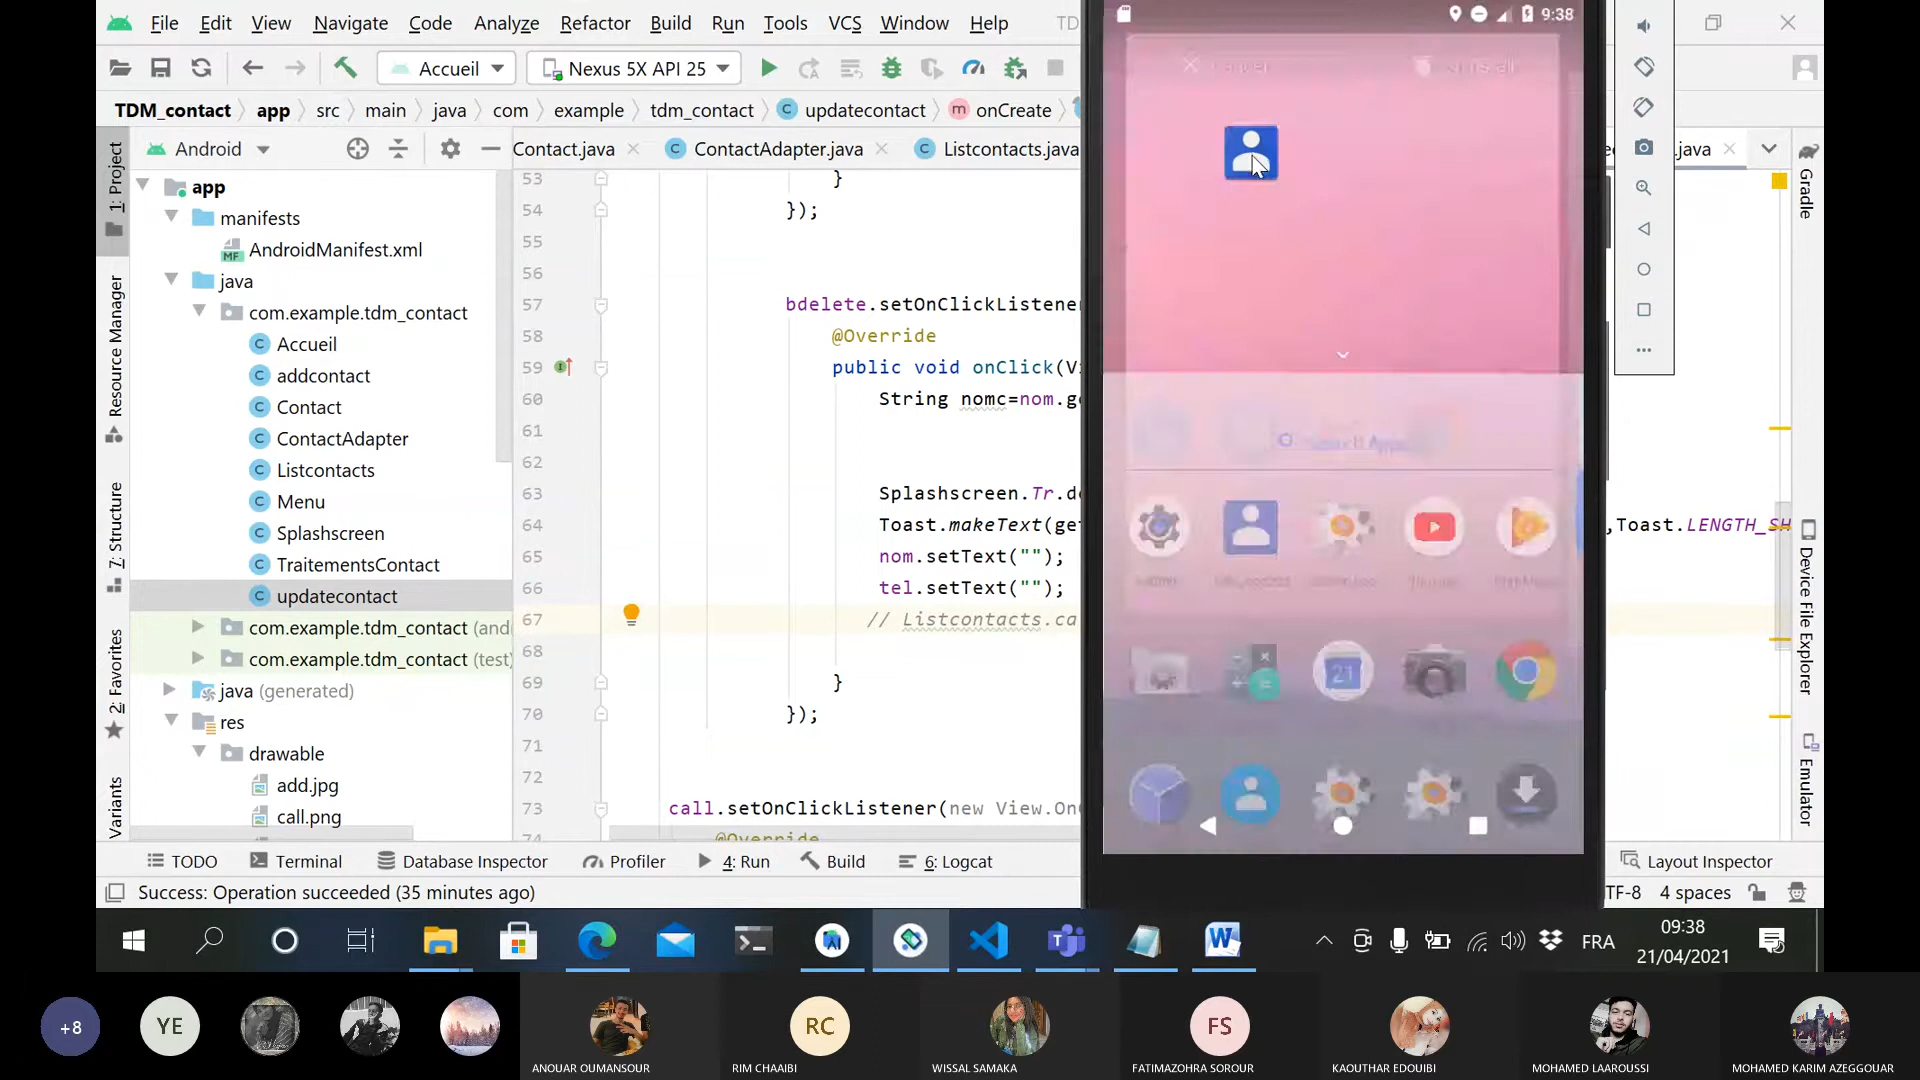 File Edit View Navigate Code Analyze Refactor Build Run Tools VCS Window Help TD
Accueil Nexus 5X API 25
TDM_contact app src main java com example tdm_contact updatecontact onCreate
Android
Contact.java ContactAdapter.java Listcontacts.java .java
1: Project
Resource Manager
7: Structure
2: Favorites
Variants
app
manifests
AndroidManifest.xml
java
com.example.tdm_contact
Accueil
addcontact
Contact
ContactAdapter
Listcontacts
Menu
Splashscreen
TraitementsContact
updatecontact
com.example.tdm_contact (and
com.example.tdm_contact (test)
java (generated)
res
drawable
add.jpg
call.png
53 }
54 });
55
56
57 bdelete.setOnClickListener
58 @Override
59 public void onClick(Vi
60 String nomc=nom.ge
61
62
63 Splashscreen.Tr.de
64 Toast.makeText(get ,Toast.LENGTH_SH
65 nom.setText("");
66 tel.setText("");
67 // Listcontacts.ca
68
69 }
70 });
71
72
73 call.setOnClickListener(new View.OnC
74 @Override
9:38
21
Gradle
Device File Explorer
Emulator
TODO Terminal Database Inspector Profiler 4: Run Build 6: Logcat Layout Inspector
Success: Operation succeeded (35 minutes ago) TF-8 4 spaces
FRA
09:38
21/04/2021
+8
YE
RC
FS
ANOUAR OUMANSOUR
RIM CHAAIBI
WISSAL SAMAKA
FATIMAZOHRA SOROUR
KAOUTHAR EDOUIBI
MOHAMED LAAROUSSI
MOHAMED KARIM AZEGGOUAR